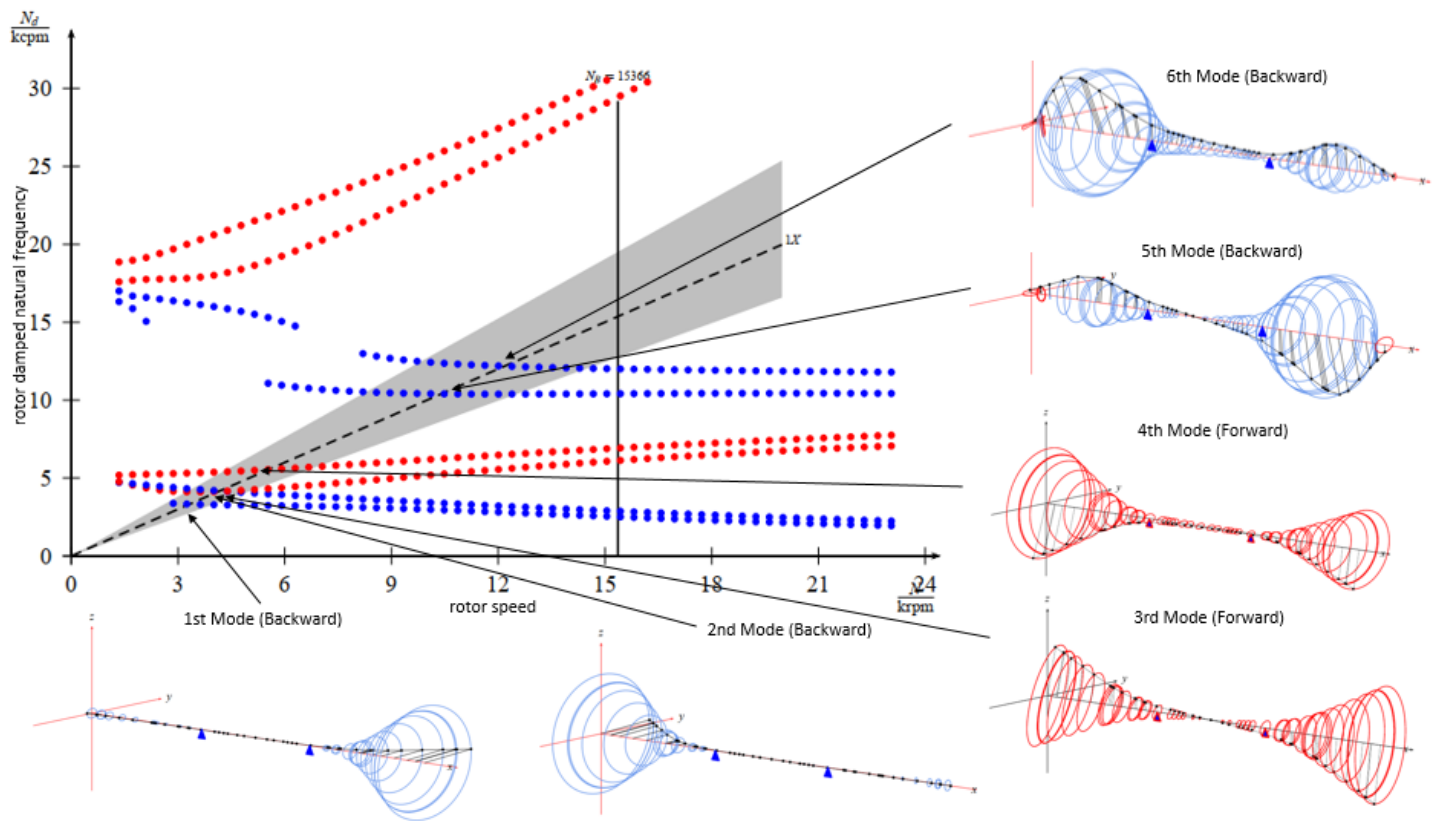 N_d
kcpm
30
25
20
15
10
5
0
rotor damped natural frequency
N_R = 15366
1X
0 3 6 9 12 15 18 21 24
rotor speed
N
krpm
6th Mode (Backward)
x
5th Mode (Backward)
y
x
4th Mode (Forward)
z
y
x
3rd Mode (Forward)
z
y
x
1st Mode (Backward)
z
y
x
2nd Mode (Backward)
z
y
x